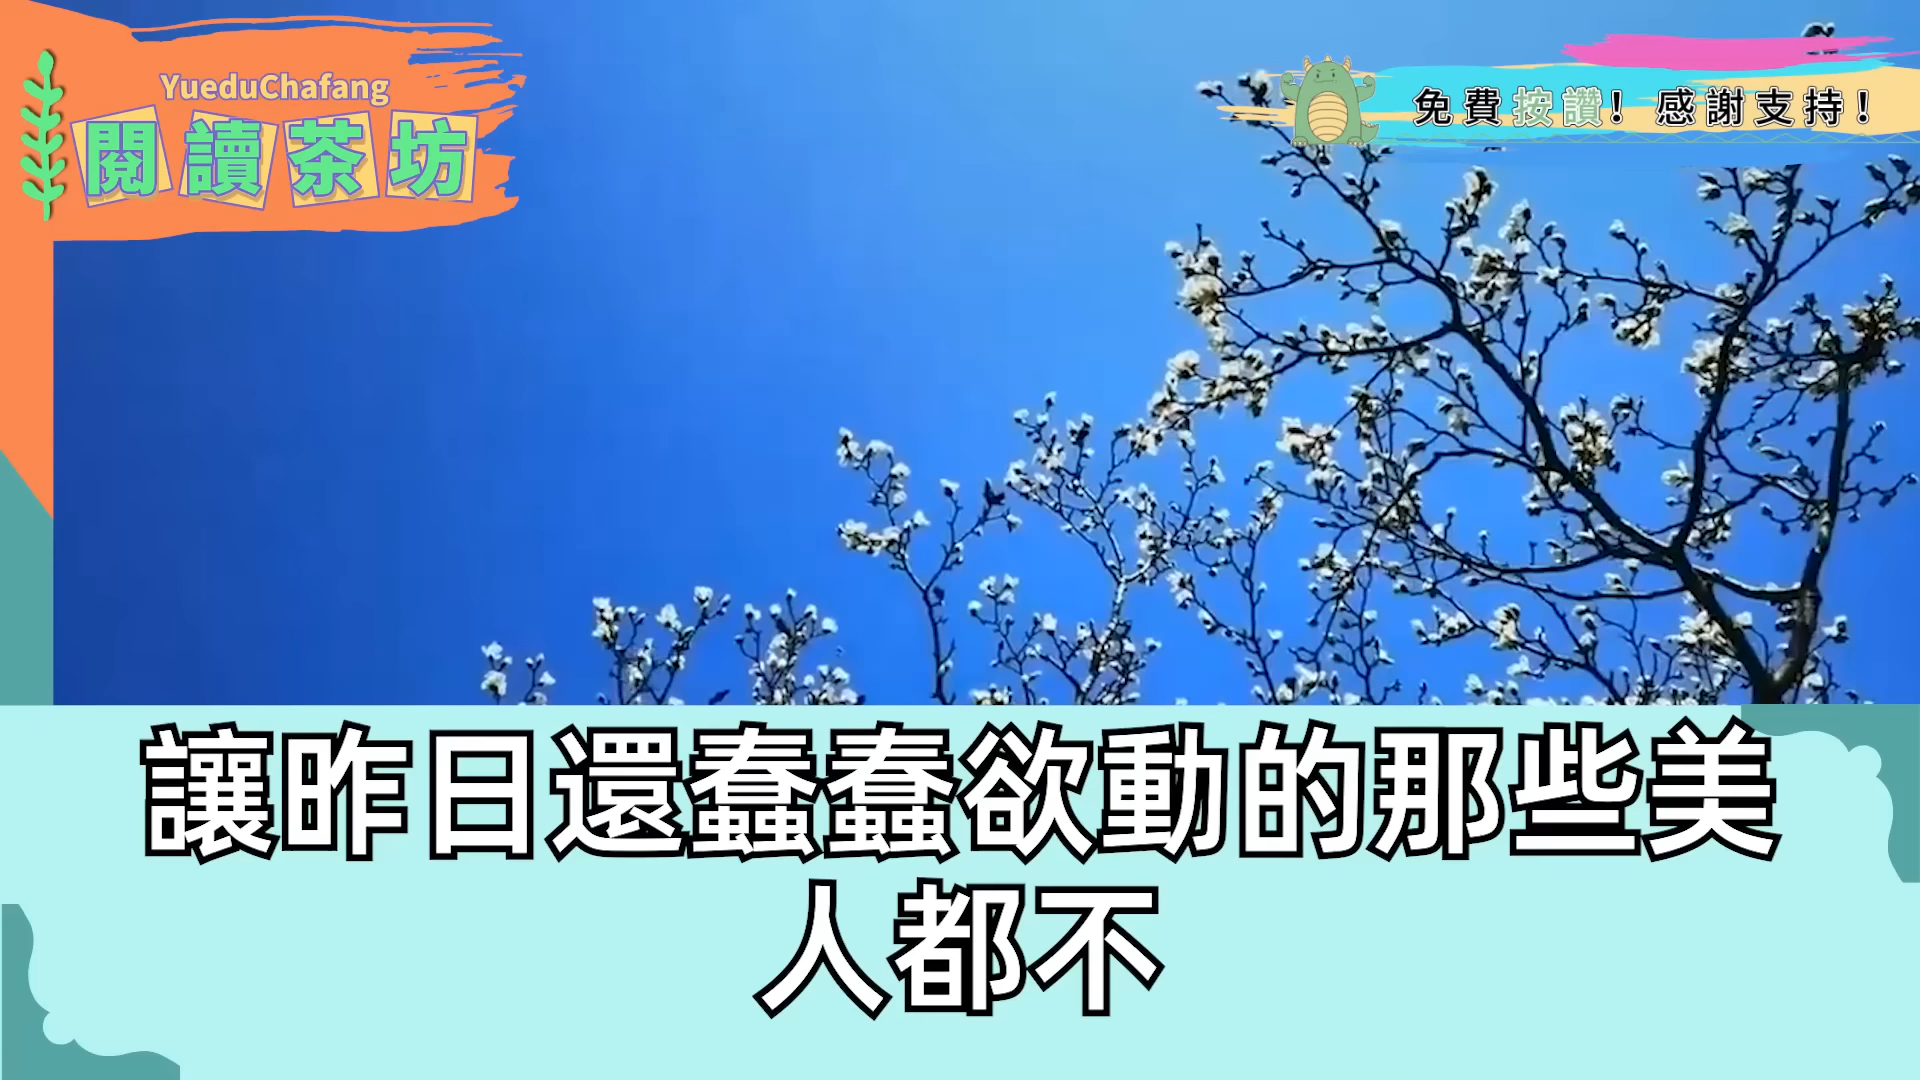 YueduChafang
閱讀茶坊
免費按讚！感謝支持！
讓昨日還蠢蠢欲動的那些美
人都不